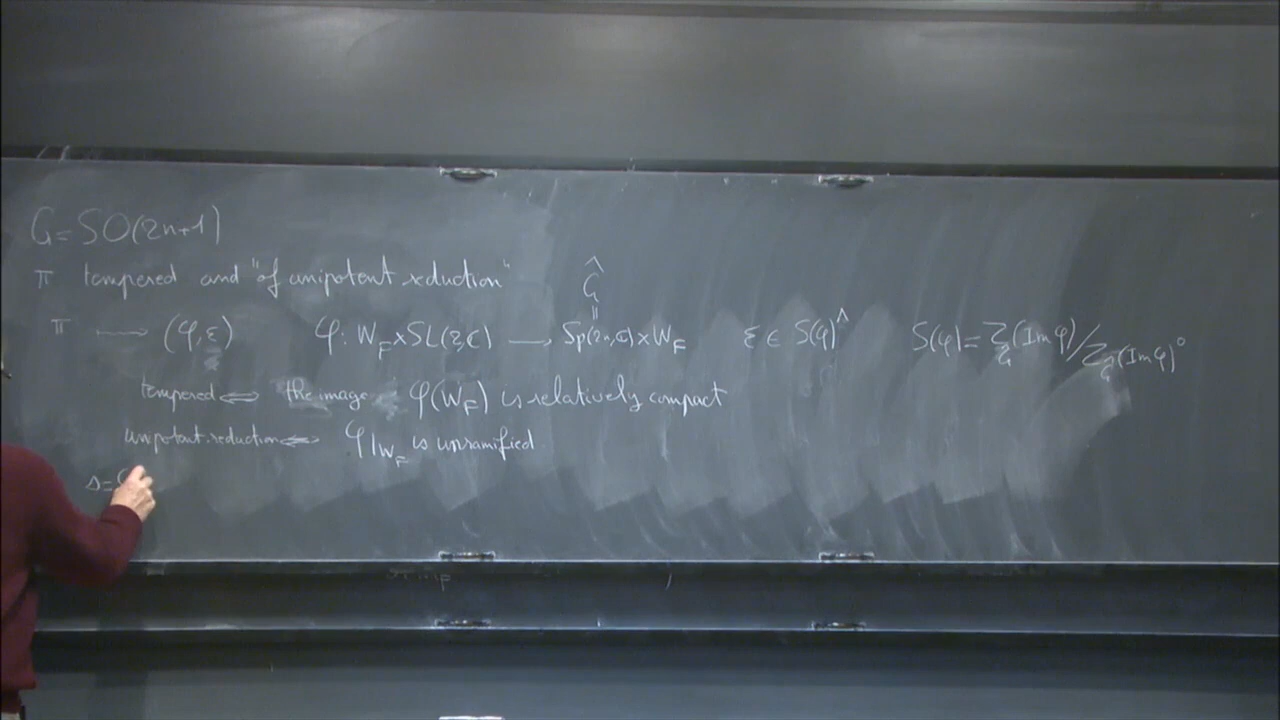 G = SO(2n+1)
π tempered and "of unipotent reduction"
π ⟶ (φ, ε) φ: W_F × SL(2,ℂ) ⟶ Sp(2n,ℂ) × W_F ε ∈ S(φ)^ S(φ) = Z_Ĝ(Im φ)/Z_Ĝ(Im φ)⁰
Ĝ
=
tempered ⟺ the image φ(W_F) is relatively compact
unipotent reduction ⟺ φ|W_F is unramified
s =